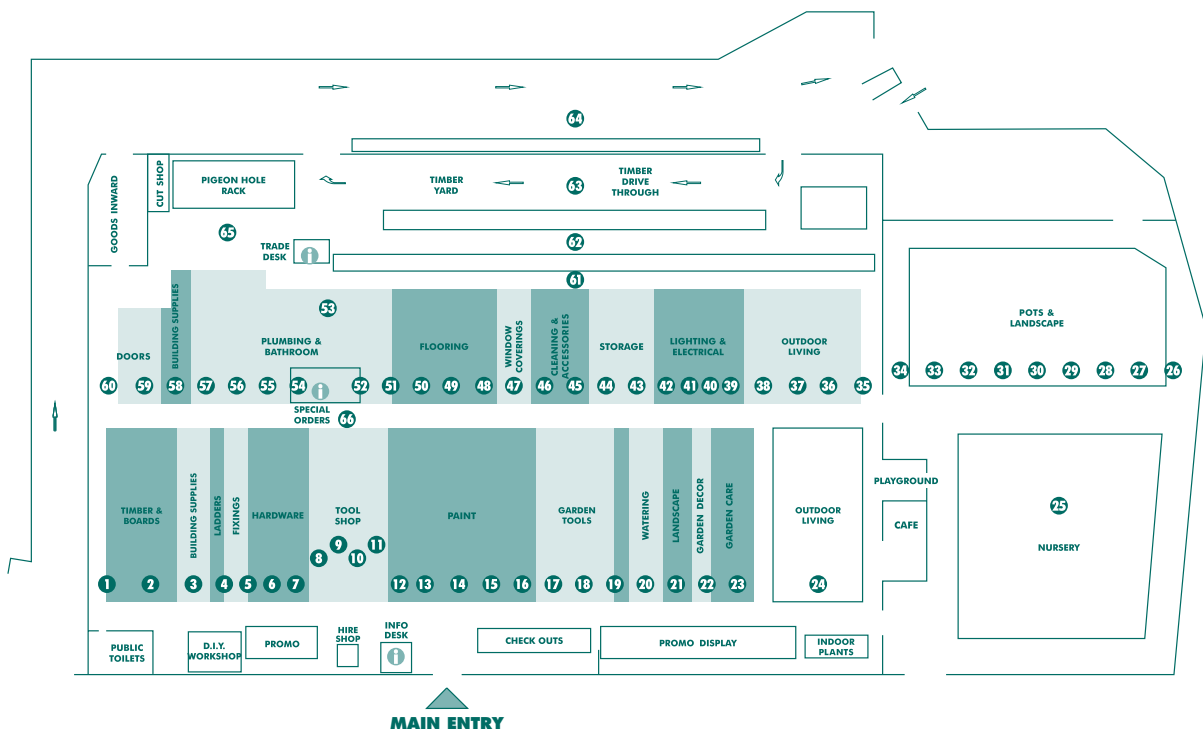 64
CUT SHOP
PIGEON HOLE
RACK
TIMBER
YARD
63
TIMBER
DRIVE
THROUGH
GOODS INWARD
65
TRADE
DESK
i
62
61
BUILDING SUPPLIES
53
DOORS
PLUMBING &
BATHROOM
FLOORING
WINDOW
COVERINGS
CLEANING &
ACCESSORIES
STORAGE
LIGHTING &
ELECTRICAL
OUTDOOR
LIVING
POTS &
LANDSCAPE
60 59 58 57 56 55 54 i 52 51 50 49 48 47 46 45 44 43 42 41 40 39 38 37 36 35 34 33 32 31 30 29 28 27 26
SPECIAL
ORDERS
66
TIMBER &
BOARDS
BUILDING SUPPLIES
LADDERS
FIXINGS
HARDWARE
TOOL
SHOP
PAINT
GARDEN
TOOLS
WATERING
LANDSCAPE
GARDEN DECOR
GARDEN CARE
OUTDOOR
LIVING
PLAYGROUND
CAFE
25
NURSERY
1 2 3 4 5 6 7 8 9 10 11 12 13 14 15 16 17 18 19 20 21 22 23 24
PUBLIC
TOILETS
D.I.Y.
WORKSHOP
PROMO
HIRE
SHOP
INFO
DESK
i
CHECK OUTS
PROMO DISPLAY
INDOOR
PLANTS
MAIN ENTRY